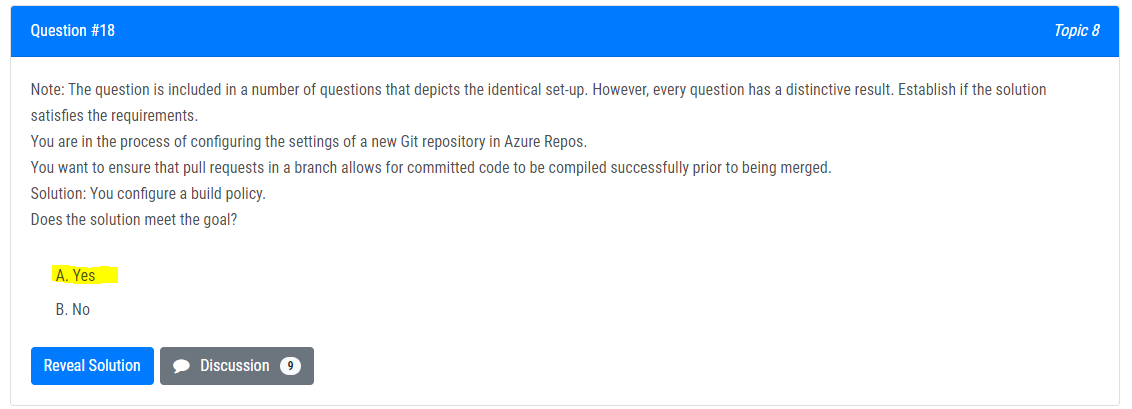 Question #18
Topic 8
Note: The question is included in a number of questions that depicts the identical set-up. However, every question has a distinctive result. Establish if the solution
satisfies the requirements.
You are in the process of configuring the settings of a new Git repository in Azure Repos.
You want to ensure that pull requests in a branch allows for committed code to be compiled successfully prior to being merged.
Solution: You configure a build policy.
Does the solution meet the goal?
A. Yes
B. No
Reveal Solution
Discussion 9